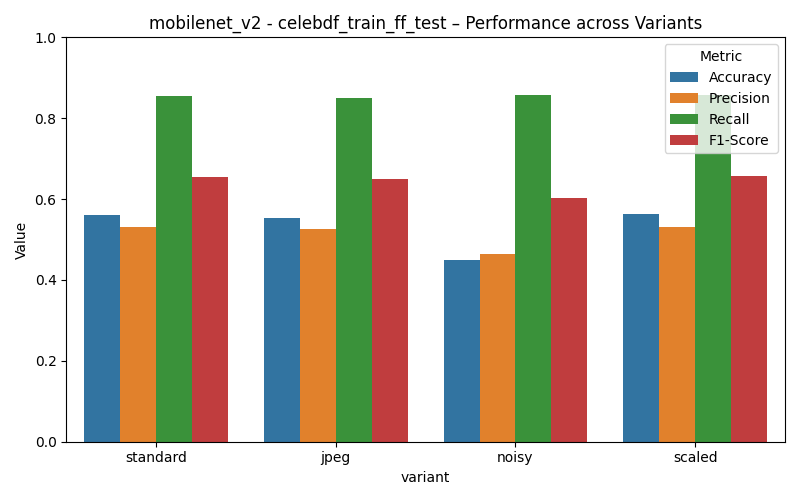 mobilenet_v2 - celebdf_train_ff_test – Performance across Variants
Value
1.0
0.8
0.6
0.4
0.2
0.0
Metric
Accuracy
Precision
Recall
F1-Score
standard
jpeg
noisy
scaled
variant